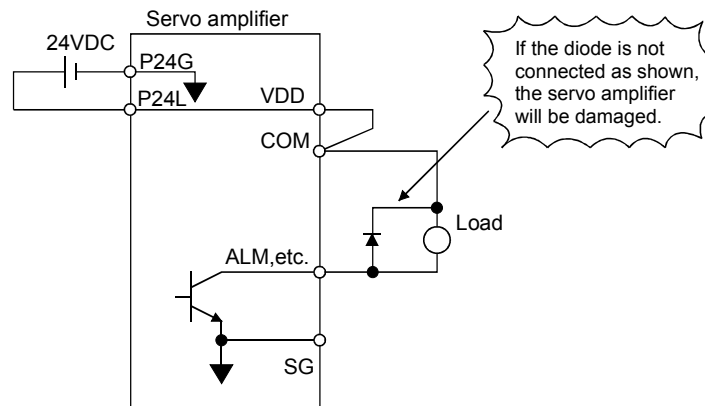 Servo amplifier
24VDC
P24G
P24L
VDD
COM
If the diode is not
connected as shown,
the servo amplifier
will be damaged.
Load
ALM,etc.
SG